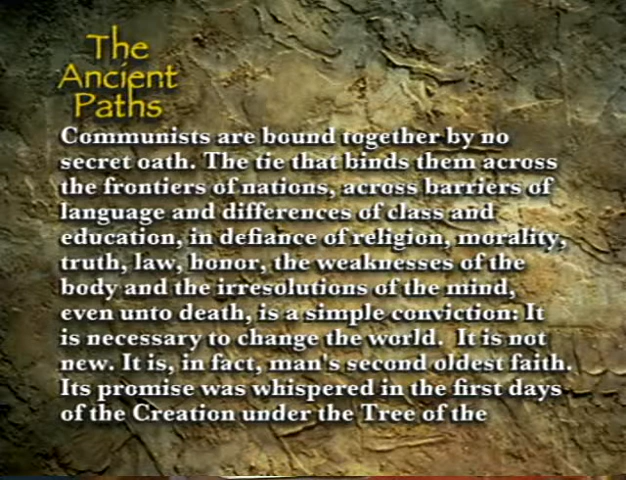 The
Ancient
Paths
Communists are bound together by no
secret oath. The tie that binds them across
the frontiers of nations, across barriers of
language and differences of class and
education, in defiance of religion, morality,
truth, law, honor, the weaknesses of the
body and the irresolutions of the mind,
even unto death, is a simple conviction: It
is necessary to change the world.  It is not
new. It is, in fact, man's second oldest faith.
Its promise was whispered in the first days
of the Creation under the Tree of the